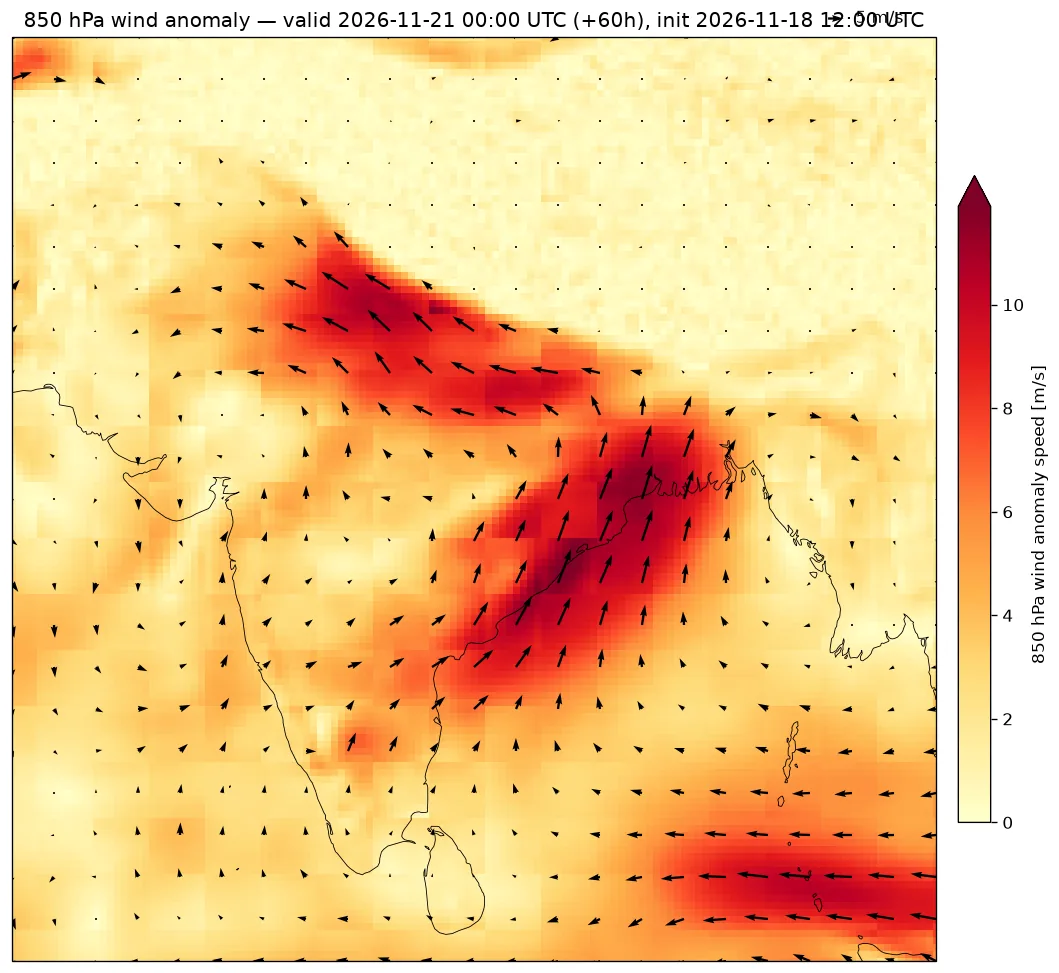 850 hPa wind anomaly — valid 2026-11-21 00:00 UTC (+60h), init 2026-11-18 12:00 UTC
5 m/s
10
8
6
4
2
0
850 hPa wind anomaly speed [m/s]